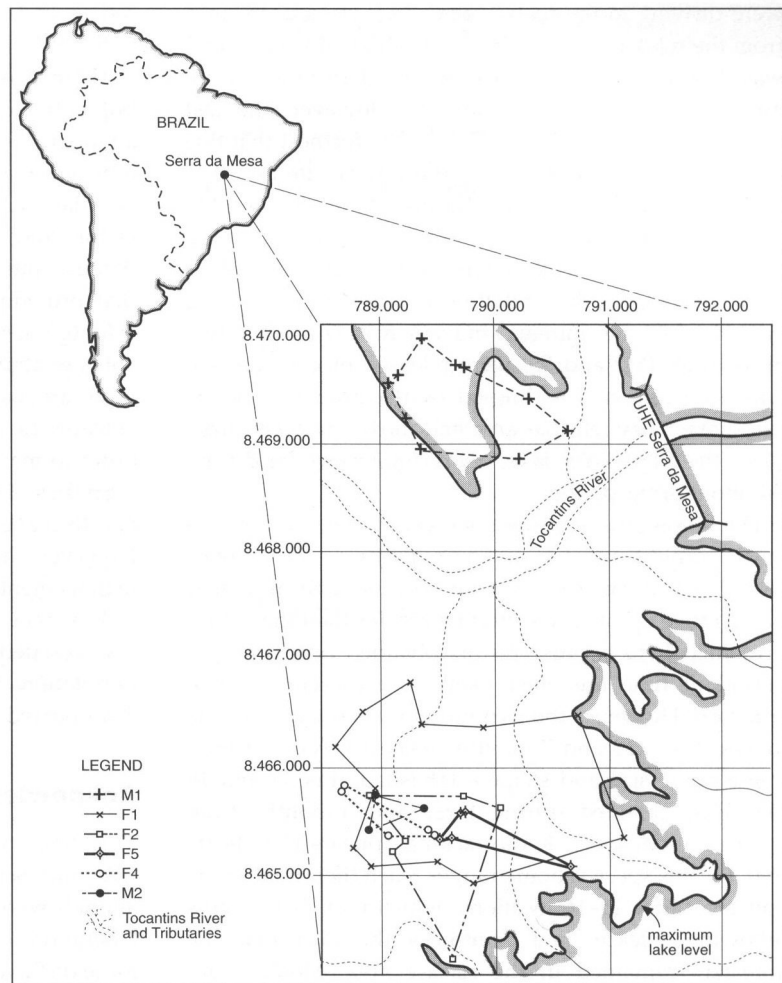 BRAZIL
Serra da Mesa
789.000 790.000 791.000 792.000
8.470.000
8.469.000
8.468.000
8.467.000
8.466.000
8.465.000
UHE Serra da Mesa
Tocantins River
LEGEND
M1
F1
F2
F5
F4
M2
Tocantins River
and Tributaries
maximum
lake level